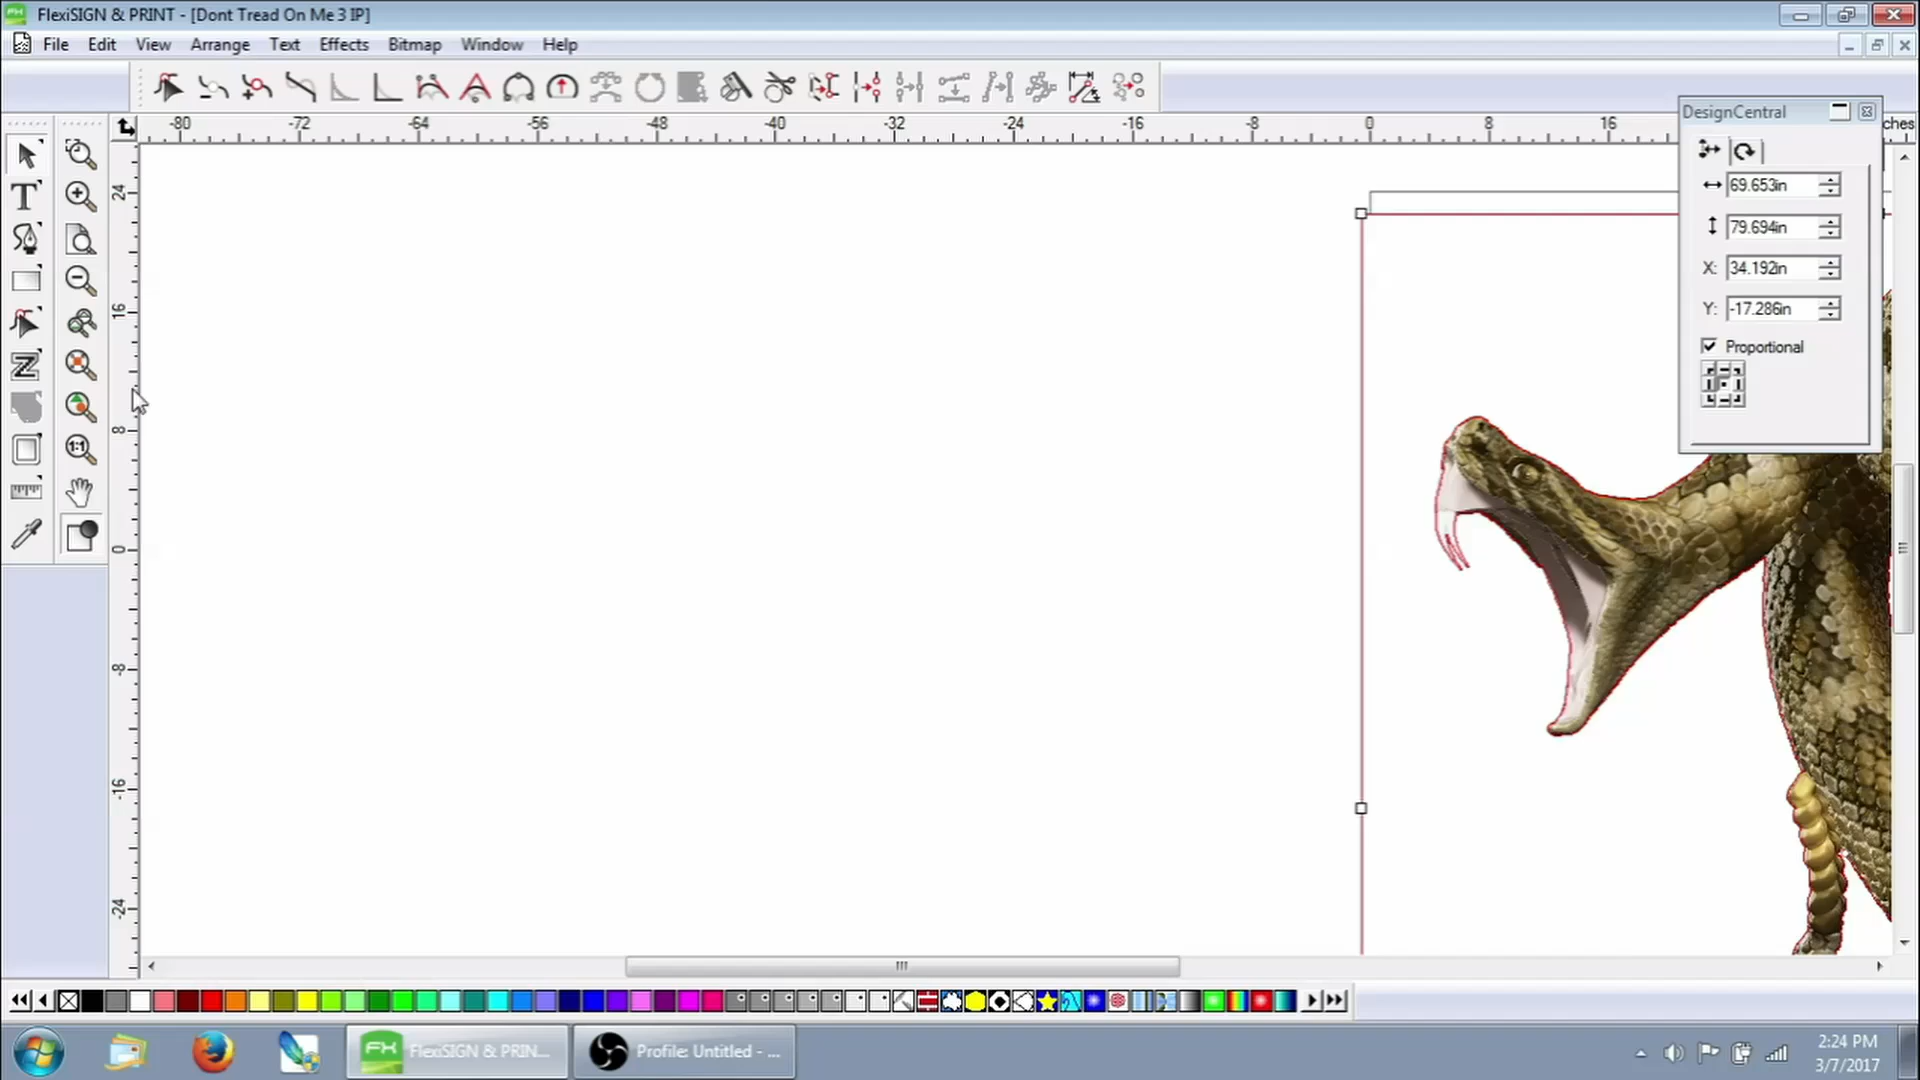 FlexiSIGN & PRINT - [Dont Tread On Me 3 IP]
File Edit View Arrange Text Effects Bitmap Window Help
-80 -72 -64 -56 -48 -40 -32 -24 -16 -8 0 8 16
ches
DesignCentral
69.653in
79.694in
X: 34.192in
Y: -17.286in
Proportional
24
16
8
0
-8
-16
-24
1:1
FlexiSIGN & PRIN...
Profile: Untitled - ...
2:24 PM
3/7/2017